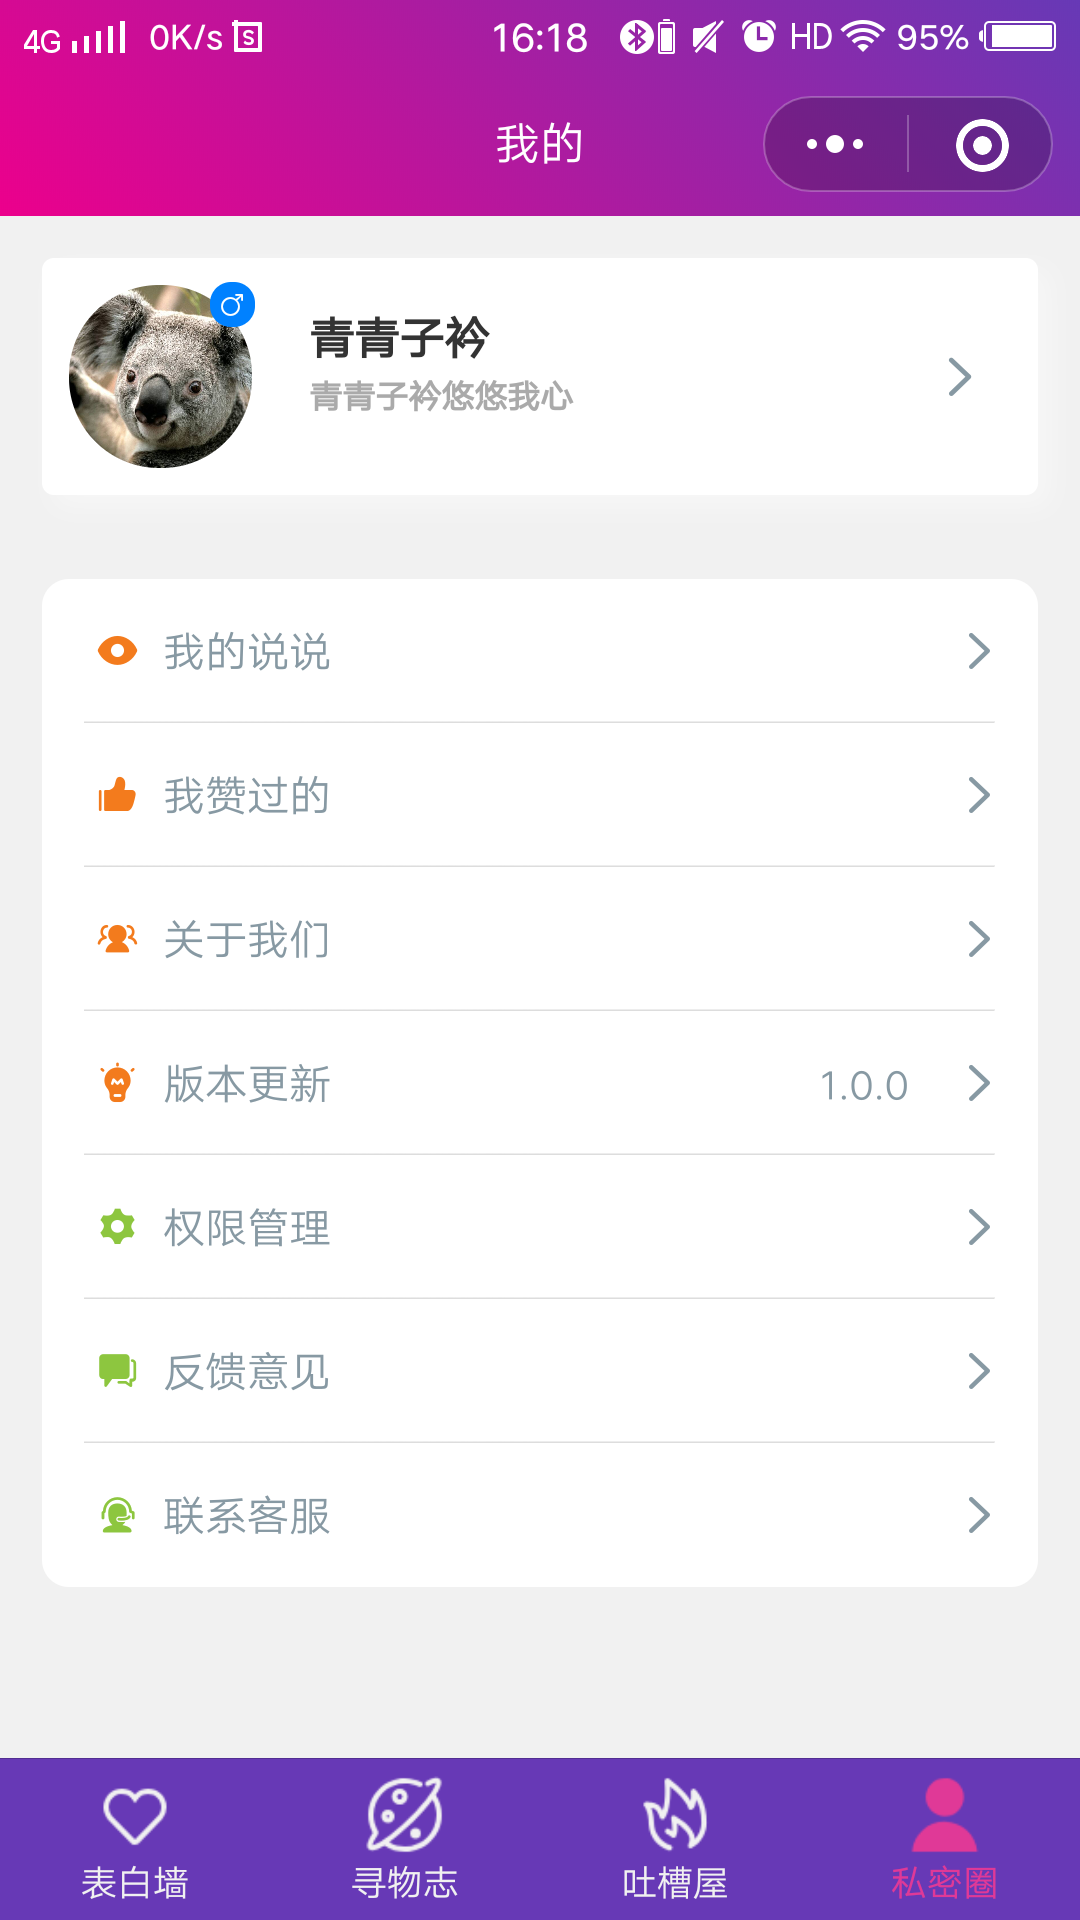 4G 0K/s 16:18 HD 95%
我的
青青子衿
青青子衿悠悠我心
我的说说
我赞过的
关于我们
版本更新 1.0.0
权限管理
反馈意见
联系客服
表白墙 寻物志 吐槽屋 私密圈